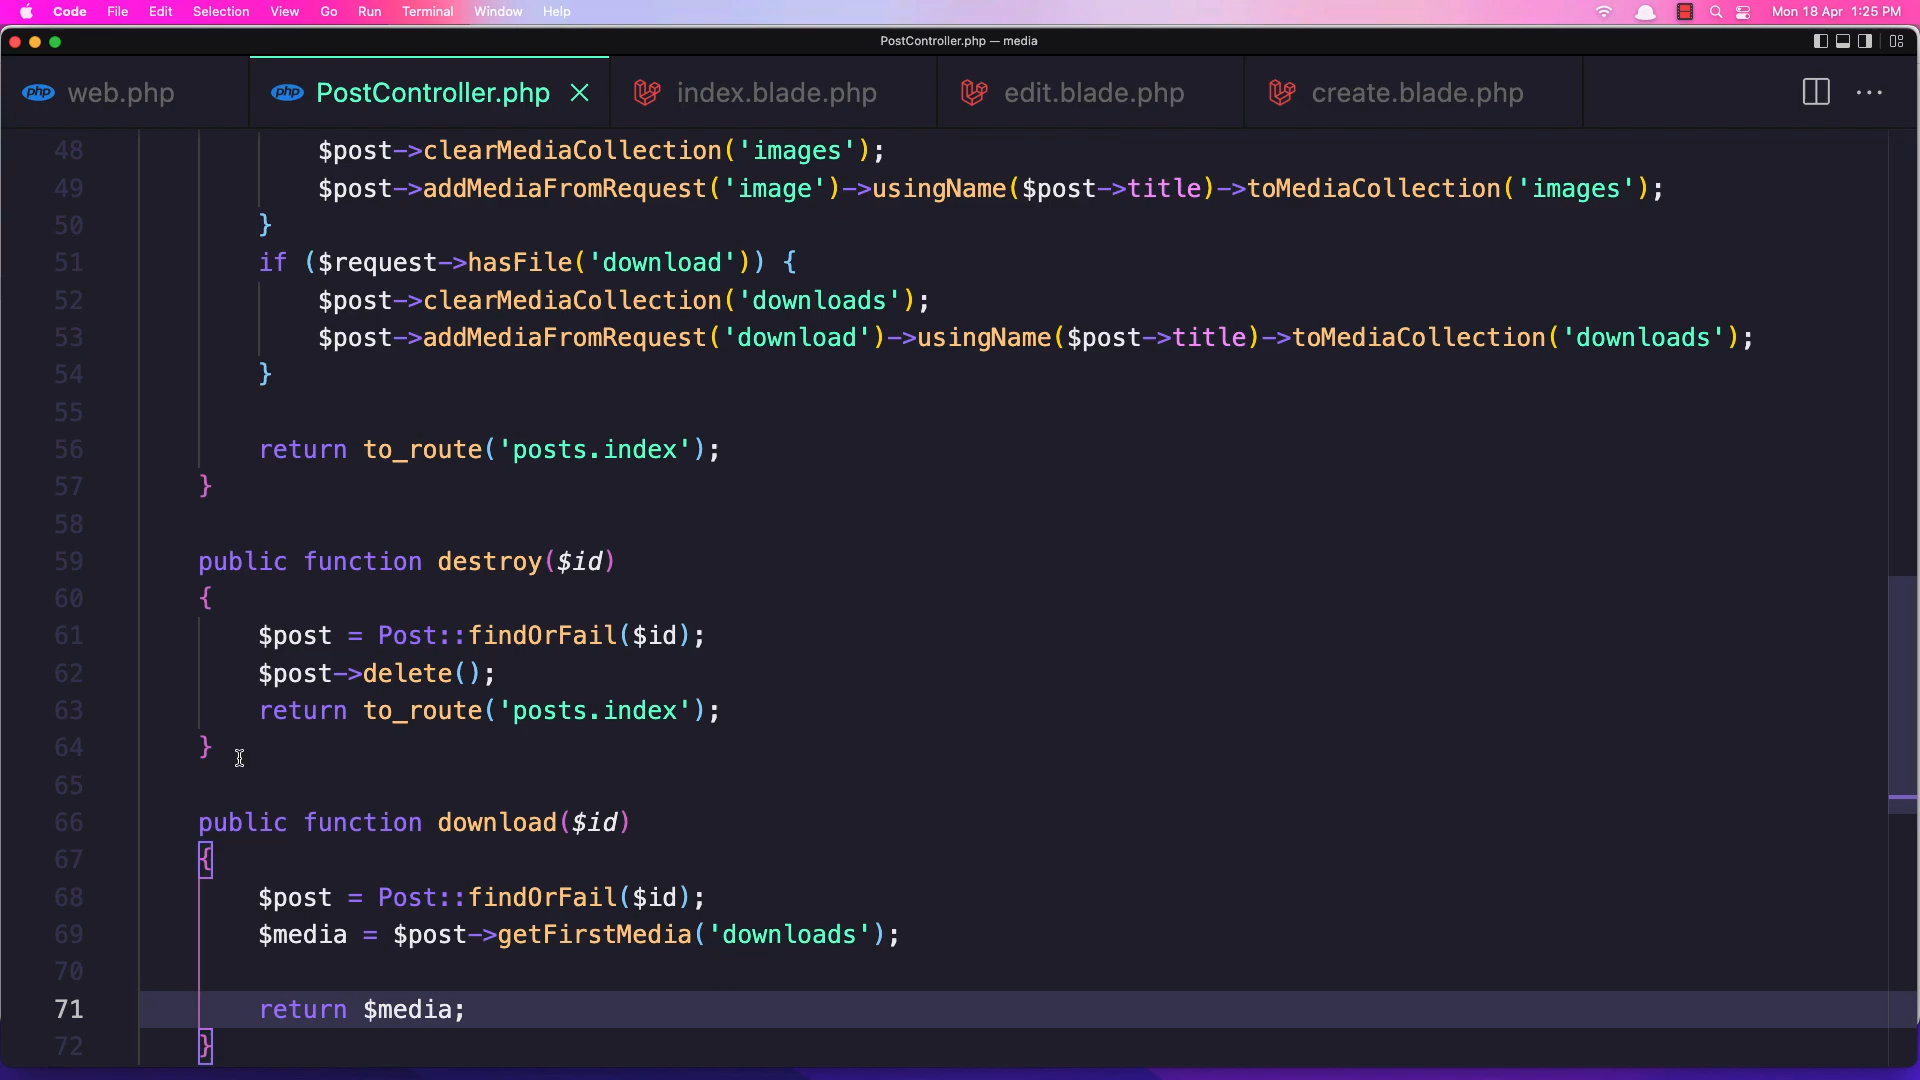 Code File Edit Selection View Go Run Terminal Window Help Mon 18 Apr 1:25 PM
PostController.php — media
php web.php php PostController.php index.blade.php edit.blade.php create.blade.php
48 $post->clearMediaCollection('images');
49 $post->addMediaFromRequest('image')->usingName($post->title)->toMediaCollection('images');
50 }
51 if ($request->hasFile('download')) {
52 $post->clearMediaCollection('downloads');
53 $post->addMediaFromRequest('download')->usingName($post->title)->toMediaCollection('downloads');
54 }
55
56 return to_route('posts.index');
57 }
58
59 public function destroy($id)
60 {
61 $post = Post::findOrFail($id);
62 $post->delete();
63 return to_route('posts.index');
64 }
65
66 public function download($id)
67 {
68 $post = Post::findOrFail($id);
69 $media = $post->getFirstMedia('downloads');
70
71 return $media;
72 }